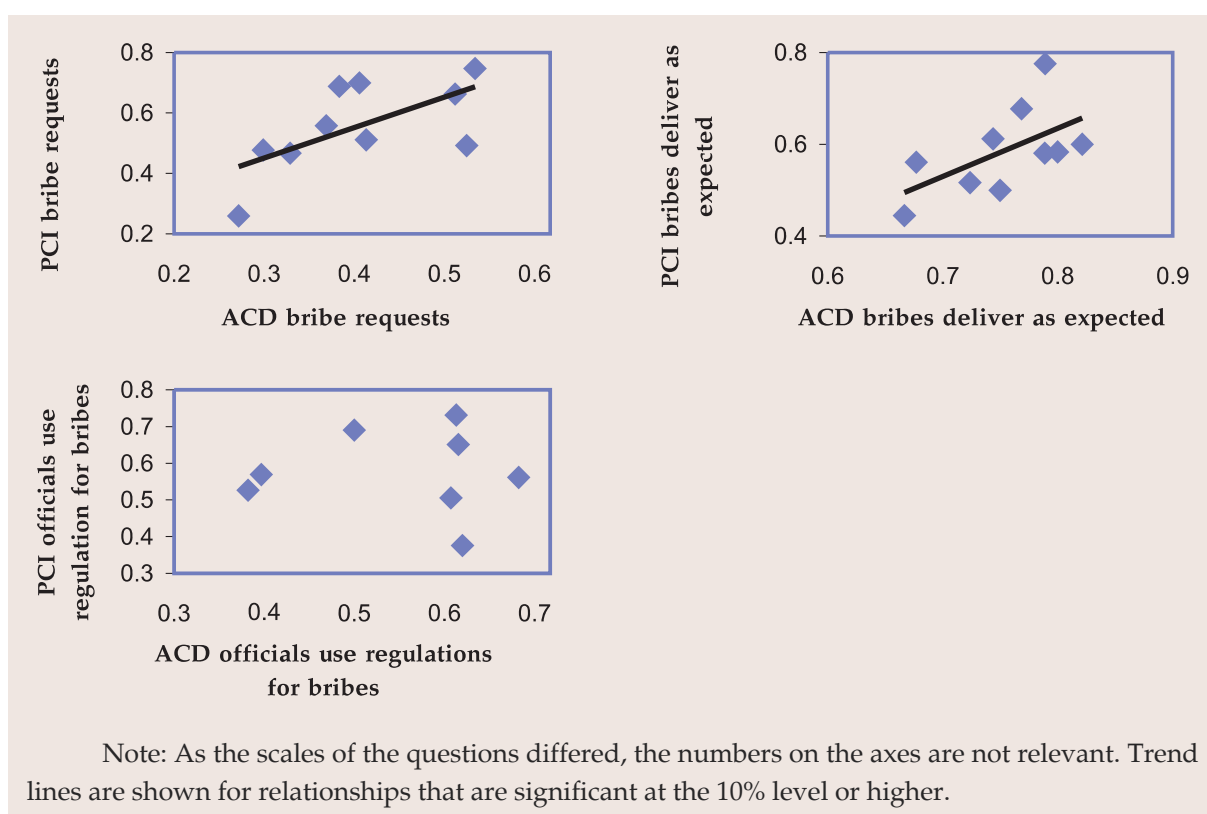 PCI bribe requests
0.8
0.6
0.4
0.2
0.2 0.3 0.4 0.5 0.6
ACD bribe requests
PCI bribes deliver as
expected
0.8
0.6
0.4
0.6 0.7 0.8 0.9
ACD bribes deliver as expected
PCI officials use
regulation for bribes
0.8
0.7
0.6
0.5
0.4
0.3
0.3 0.4 0.5 0.6 0.7
ACD officials use regulations
for bribes
Note: As the scales of the questions differed, the numbers on the axes are not relevant. Trend
lines are shown for relationships that are significant at the 10% level or higher.